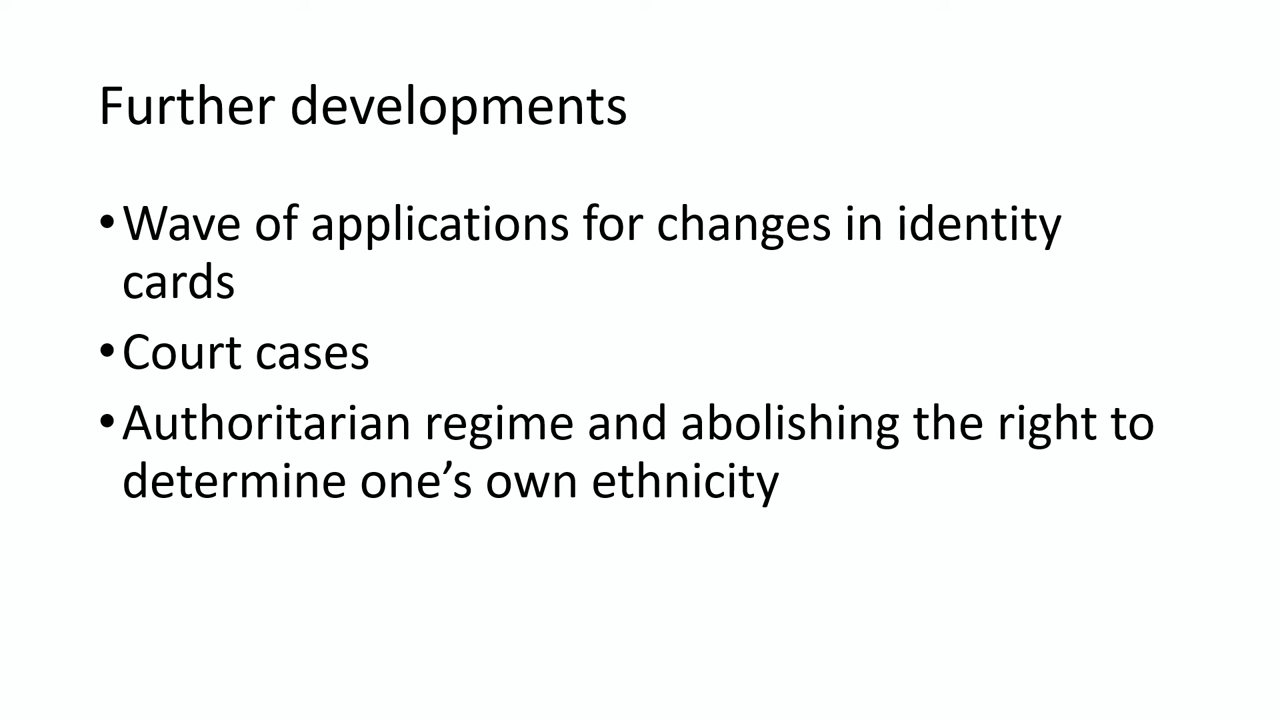 Further developments
•Wave of applications for changes in identity
cards
•Court cases
•Authoritarian regime and abolishing the right to
determine one’s own ethnicity